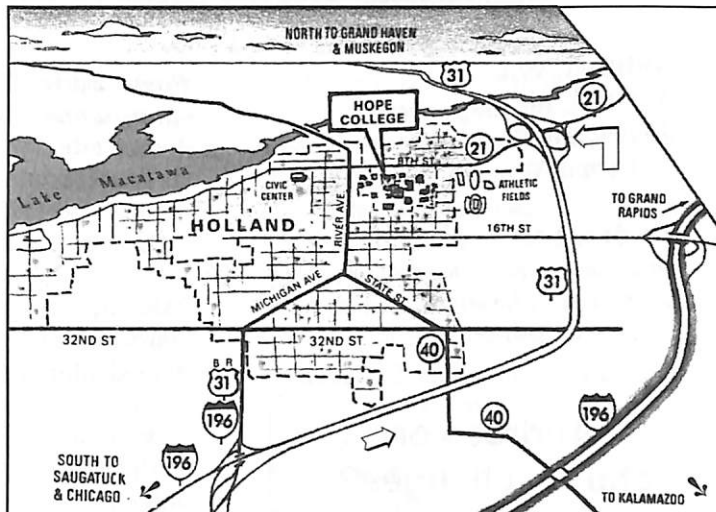 NORTH TO GRAND HAVEN
& MUSKEGON
31
21
HOPE
COLLEGE
21
8TH ST
Lake Macatawa
CIVIC
CENTER
ATHLETIC
FIELDS
TO GRAND
RAPIDS
HOLLAND
RIVER AVE
16TH ST
MICHIGAN AVE
STATE ST
31
32ND ST
32ND ST
40
B R
31
196
196
40
196
SOUTH TO
SAUGATUCK
& CHICAGO
TO KALAMAZOO